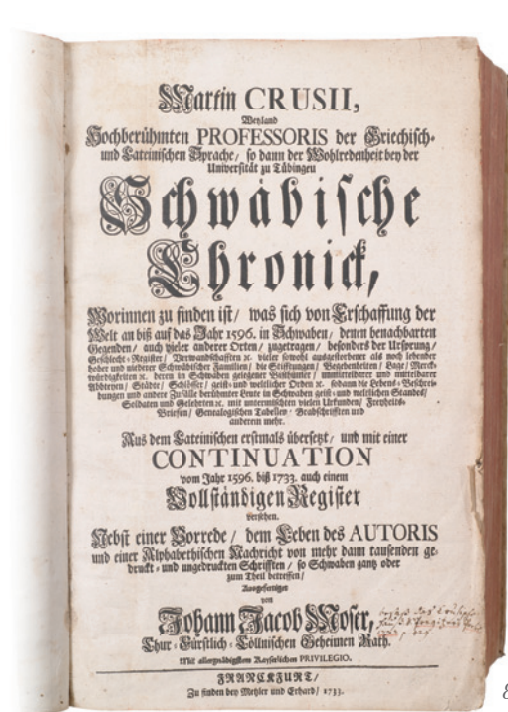 Martin CRUSII,
Weyland
Hochberühmten PROFESSORIS der Griechisch-
und Lateinischen Sprache/ so dann der Wohlredenheit bey der
Universität zu Tübingen
Schwäbische
Chronick,
Worinnen zu finden ist/ was sich von Erschaffung der
Welt an biß auf das Jahr 1596. in Schwaben/ denen benachbarten
Gegenden/ auch vieler anderer Orten/ zugetragen/ besonders der Ursprung/
Geschlecht-Register/ Verwandschafften ꝛc. vieler sowohl ausgestorbener als noch lebender
hoher und niederer Schwäbischer Familien/ die Stifftungen/ Begebenheiten/ Lage/ Merck-
würdigkeiten ꝛc. deren in Schwaben gelegener Bißthümer/ immittelbarer und mittelbarer
Abbteyen/ Städte/ Schlösser/ geist- und weltlicher Orden ꝛc. sodann die Lebens-Beschrei-
bungen und andere Zufälle berühmter Leute in Schwaben geist- und weltlichen Standes/
Soldaten und Gelehrten ꝛc. mit untermischten vielen Urkunden/ Freyheits-
Briefen/ Genealogischen Tabellen/ Grabschrifften und
anderem mehr.
Aus dem Lateinischen erstmals übersetzt/ und mit einer
CONTINUATION
vom Jahr 1596. biß 1733. auch einem
Vollständigen Register
versehen.
Nebst einer Vorrede/ dem Leben des AUTORIS
und einer Alphabethischen Nachricht von mehr dann tausenden ge-
druckt- und ungedruckten Schrifften/ so Schwaben gantz oder
zum Theil betreffen/
Ausgefertiget
von
Johann Jacob Moser,
Chur-Fürstlich-Cöllnischen Geheimen Rath.
Mit allergnädigstem Kayserlichen PRIVILEGIO.
FRANCKFURT/
Zu finden bey Metzler und Erhard/ 1733.